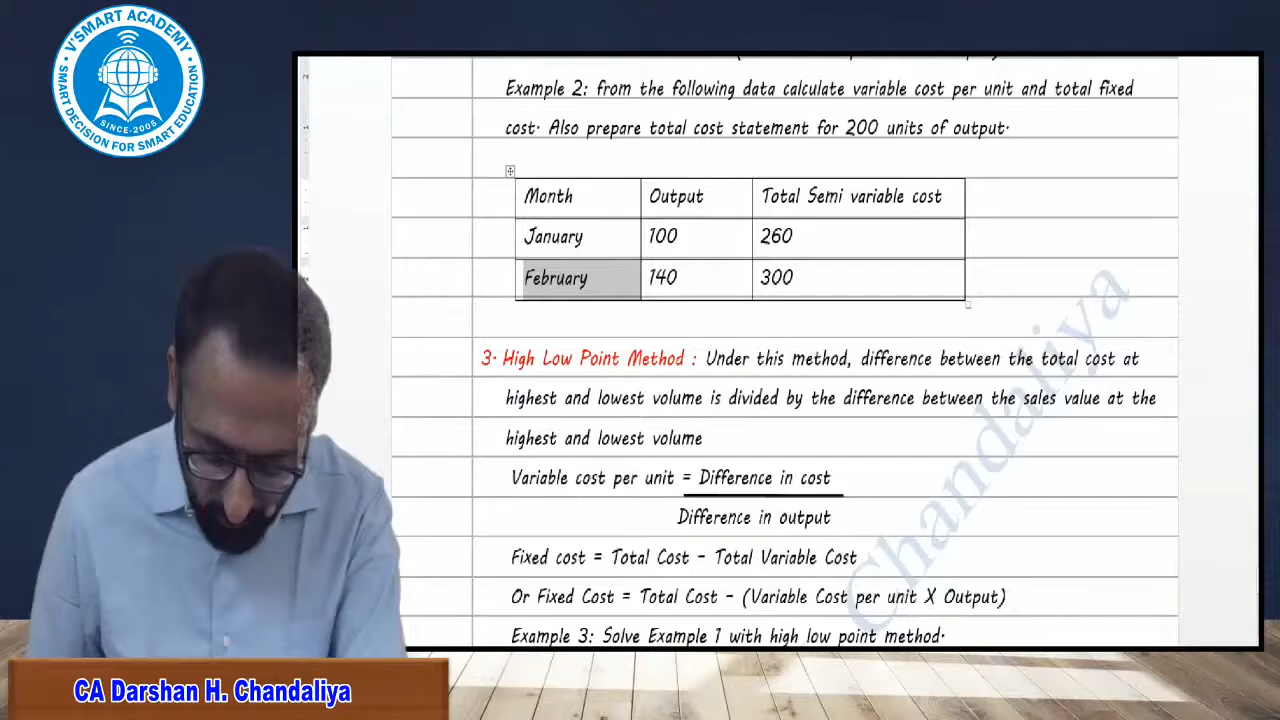 V'SMART ACADEMY
SMART DECISION FOR SMART EDUCATION
SINCE-2005
Example 2: from the following data calculate variable cost per unit and total fixed
cost. Also prepare total cost statement for 200 units of output.
Month Output Total Semi variable cost
January 100 260
February 140 300
3. High Low Point Method : Under this method, difference between the total cost at
highest and lowest volume is divided by the difference between the sales value at the
highest and lowest volume
Variable cost per unit = Difference in cost
Difference in output
Fixed cost = Total Cost - Total Variable Cost
Or Fixed Cost = Total Cost - (Variable Cost per unit X Output)
Example 3: Solve Example 1 with high low point method.
Chandaliya
CA Darshan H. Chandaliya